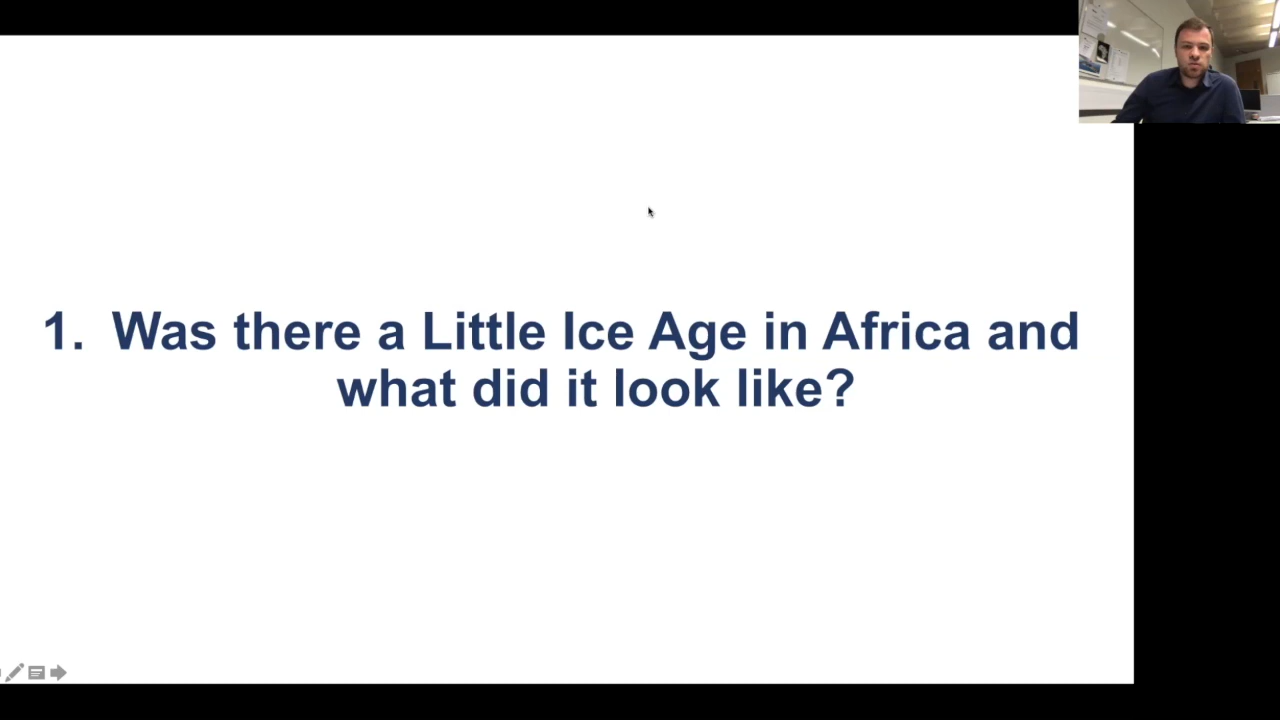 1. Was there a Little Ice Age in Africa and
what did it look like?